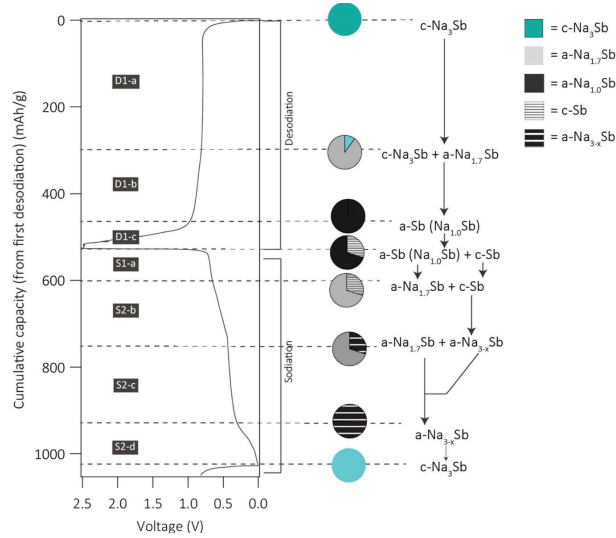 0
200
400
600
800
1000
Cumulative capacity (from first desodiation) (mAh/g)
2.5
2.0
1.5
1.0
0.5
0.0
Voltage (V)
D1-a
D1-b
D1-c
S1-a
S2-b
S2-c
S2-d
Desodiation
Sodiation
c-Na3Sb
c-Na3Sb + a-Na1.7Sb
a-Sb (Na1.0Sb)
a-Sb (Na1.0Sb) + c-Sb
a-Na1.7Sb + c-Sb
a-Na1.7Sb + a-Na3-xSb
a-Na3-xSb
c-Na3Sb
= c-Na3Sb
= a-Na1.7Sb
= a-Na1.0Sb
= c-Sb
= a-Na3-xSb